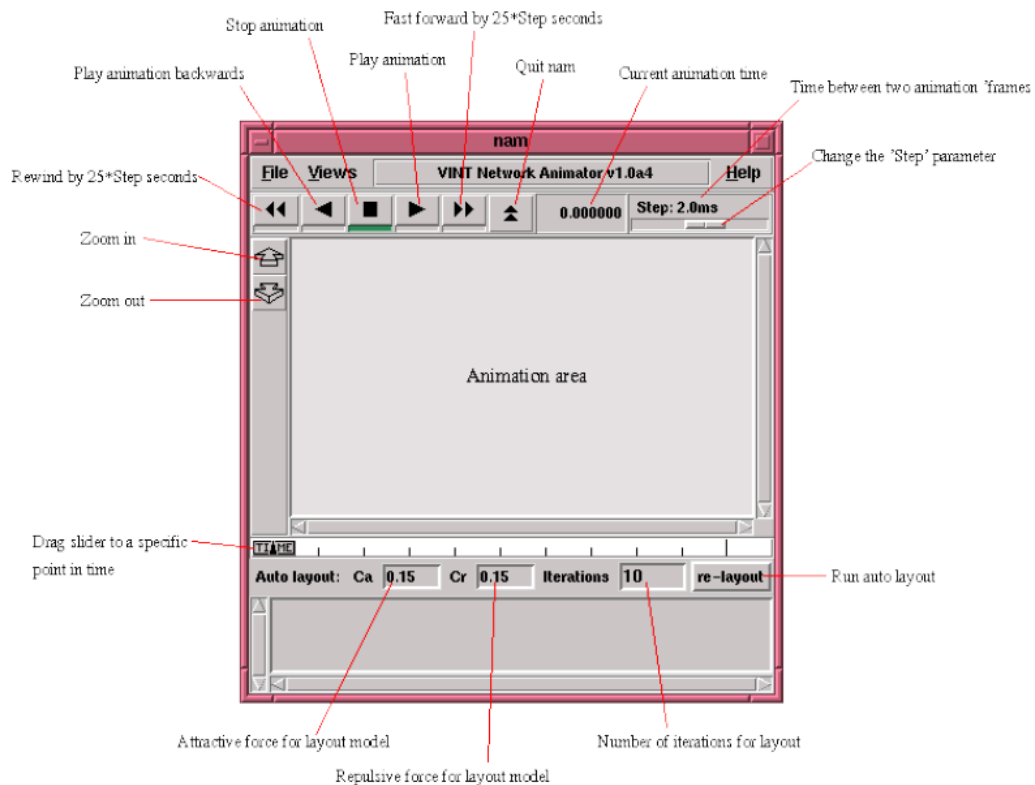 Fast forward by 25*Step seconds
Stop animation
Play animation
Quit nam
Current animation time
Play animation backwards
Time between two animation 'frames
nam
Change the 'Step' parameter
File Views VINT Network Animator v1.0a4 Help
Rewind by 25*Step seconds
0.000000 Step: 2.0ms
Zoom in
Zoom out
Animation area
Drag slider to a specific
point in time
TIME
Auto layout: Ca 0.15 Cr 0.15 Iterations 10 re-layout
Run auto layout
Attractive force for layout model
Number of iterations for layout
Repulsive force for layout model